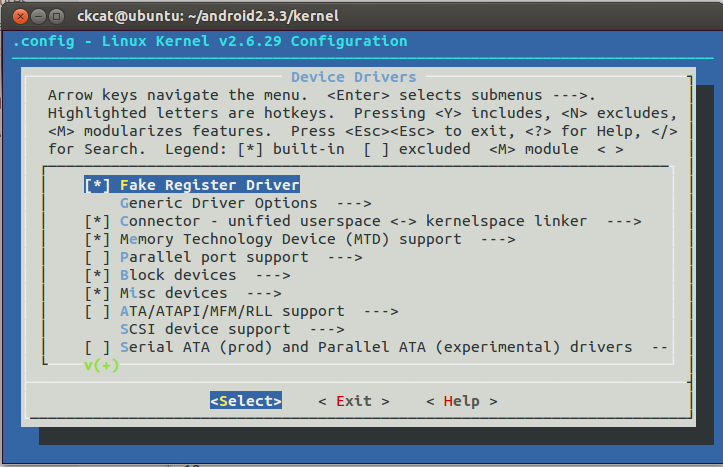 ckcat@ubuntu: ~/android2.3.3/kernel
.config - Linux Kernel v2.6.29 Configuration
Device Drivers
Arrow keys navigate the menu.  <Enter> selects submenus --->.
Highlighted letters are hotkeys.  Pressing <Y> includes, <N> excludes,
<M> modularizes features.  Press <Esc><Esc> to exit, <?> for Help, </>
for Search.  Legend: [*] built-in  [ ] excluded  <M> module  < >
[*] Fake Register Driver
Generic Driver Options  --->
[*] Connector - unified userspace <-> kernelspace linker  --->
[*] Memory Technology Device (MTD) support  --->
[ ] Parallel port support  --->
[*] Block devices  --->
[*] Misc devices  --->
[ ] ATA/ATAPI/MFM/RLL support  --->
SCSI device support  --->
[ ] Serial ATA (prod) and Parallel ATA (experimental) drivers  --
v(+)
<Select>    < Exit >    < Help >